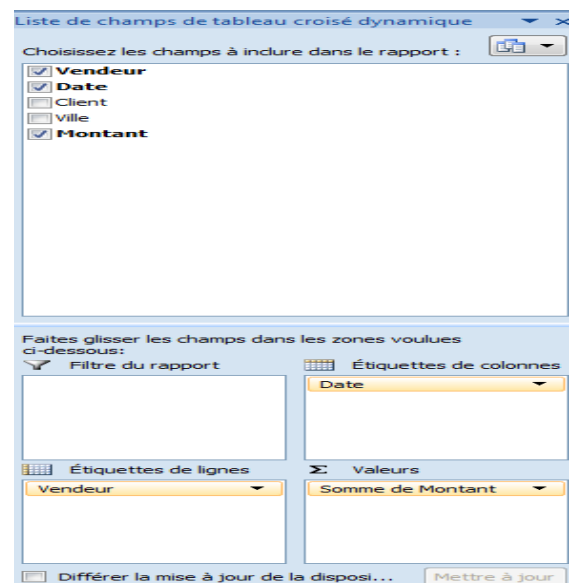 Liste de champs de tableau croisé dynamique
Choisissez les champs à inclure dans le rapport :
Vendeur
Date
Client
Ville
Montant
Faites glisser les champs dans les zones voulues
ci-dessous:
Filtre du rapport
Étiquettes de colonnes
Date
Étiquettes de lignes
Σ Valeurs
Vendeur
Somme de Montant
Différer la mise à jour de la disposi...
Mettre à jour